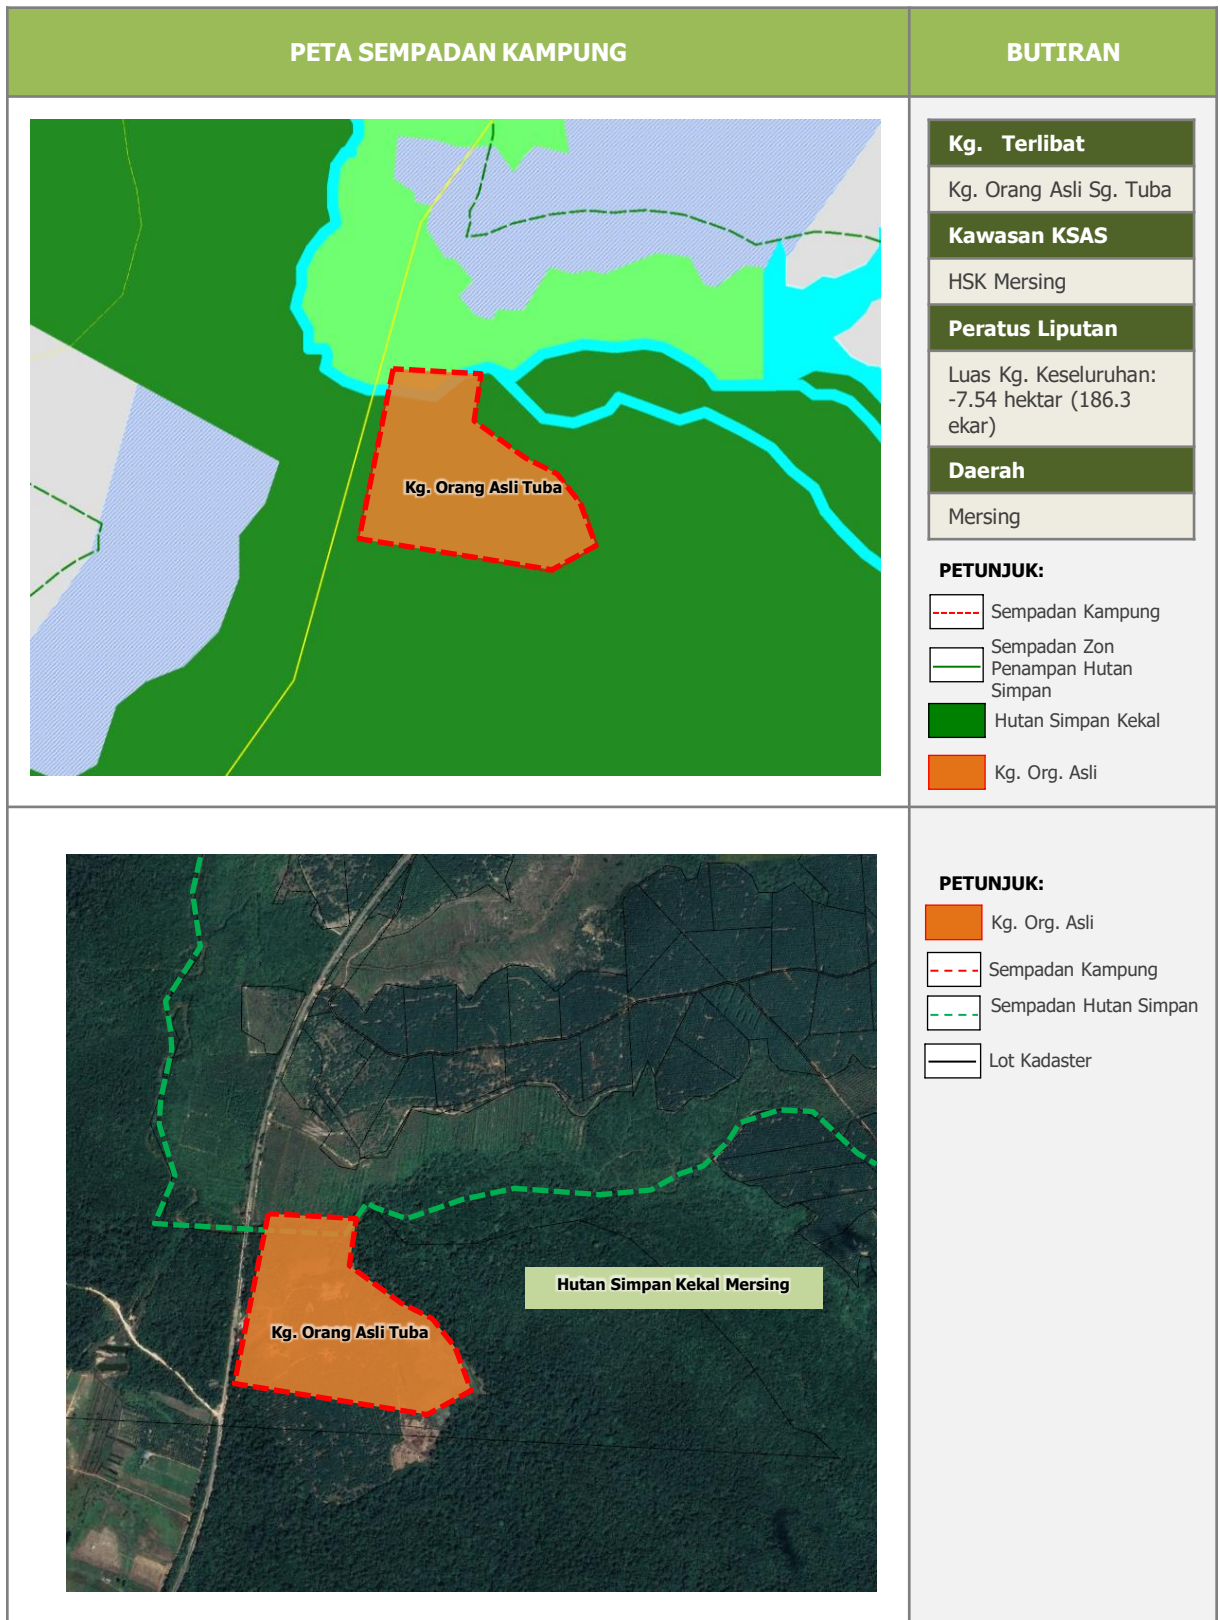 PETA SEMPADAN KAMPUNG
BUTIRAN
Kg. Orang Asli Tuba
Kg. Terlibat
Kg. Orang Asli Sg. Tuba
Kawasan KSAS
HSK Mersing
Peratus Liputan
Luas Kg. Keseluruhan:
-7.54 hektar (186.3
ekar)
Daerah
Mersing
PETUNJUK:
Sempadan Kampung
Sempadan Zon
Penampan Hutan
Simpan
Hutan Simpan Kekal
Kg. Org. Asli
Hutan Simpan Kekal Mersing
Kg. Orang Asli Tuba
PETUNJUK:
Kg. Org. Asli
Sempadan Kampung
Sempadan Hutan Simpan
Lot Kadaster